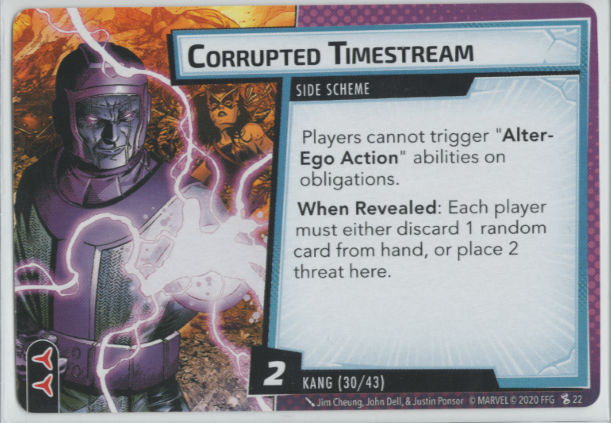 CORRUPTED TIMESTREAM
SIDE SCHEME
Players cannot trigger "Alter-
Ego Action" abilities on
obligations.
When Revealed: Each player
must either discard 1 random
card from hand, or place 2
threat here.
2
KANG (30/43)
Jim Cheung, John Dell, & Justin Ponsor © MARVEL © 2020 FFG 22